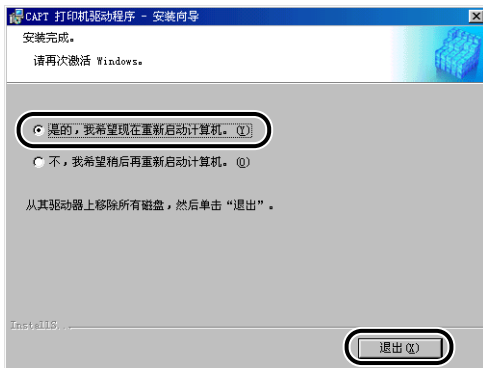 CAPT 打印机驱动程序 - 安装向导
安装完成。
请再次激活 Windows。
是的，我希望现在重新启动计算机。(Y)
不，我希望稍后再重新启动计算机。(O)
从其驱动器上移除所有磁盘，然后单击“退出”。
InstallS
退出(X)